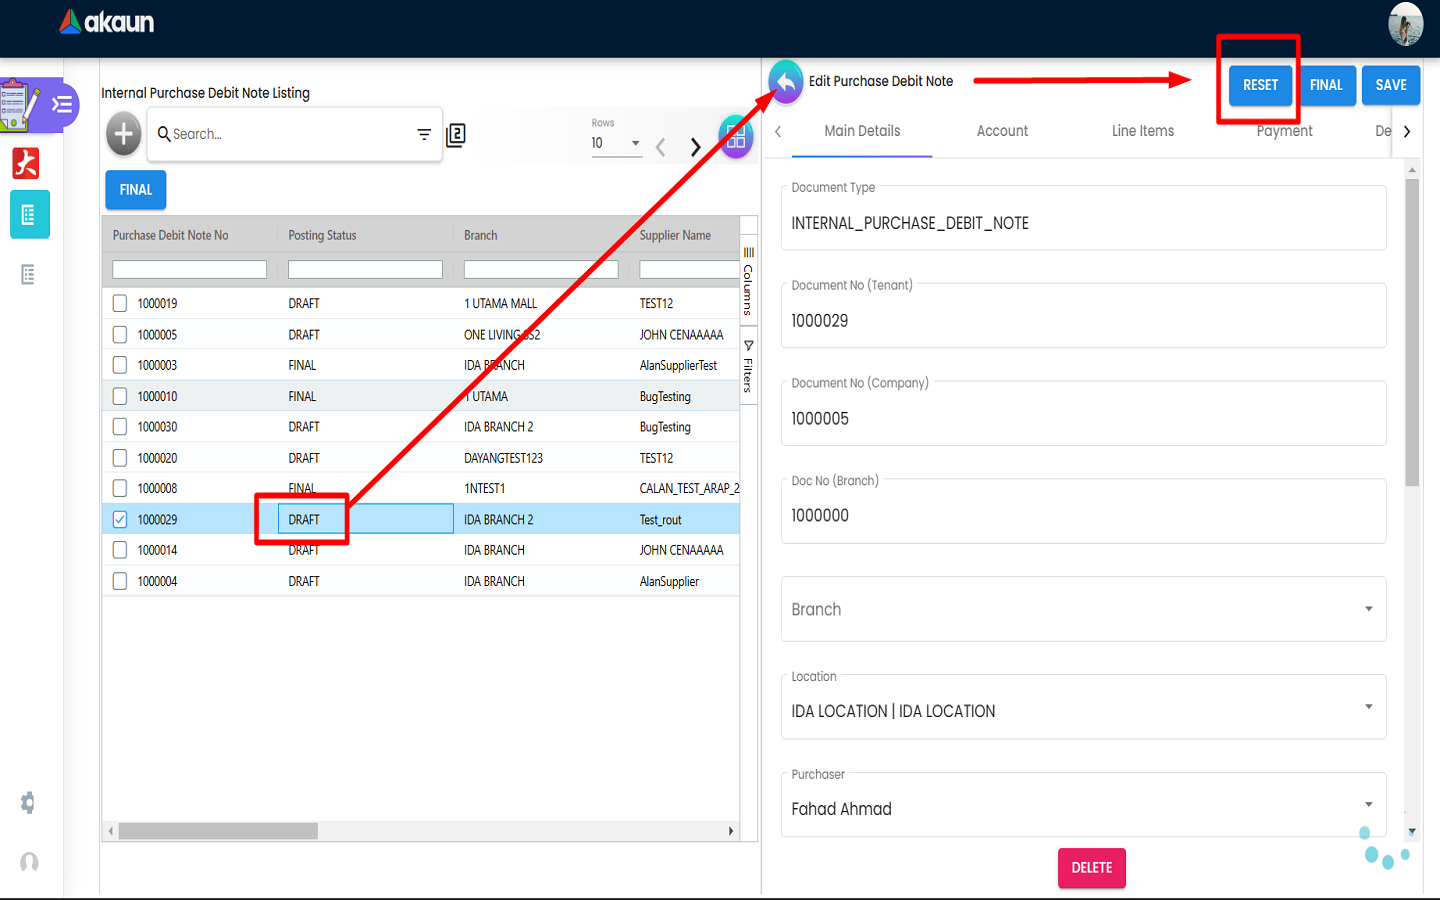 akaun
Internal Purchase Debit Note Listing
Search...
2
Rows
10
FINAL
Purchase Debit Note No Posting Status Branch Supplier Name
1000019 DRAFT 1 UTAMA MALL TEST12
1000005 DRAFT ONE LIVING SS2 JOHN CENAAAAA
1000003 FINAL IDA BRANCH AlanSupplierTest
1000010 FINAL 1 UTAMA BugTesting
1000030 DRAFT IDA BRANCH 2 BugTesting
1000020 DRAFT DAYANGTEST123 TEST12
1000008 FINAL 1NTEST1 CALAN_TEST_ARAP_2
1000029 DRAFT IDA BRANCH 2 Test_rout
1000014 DRAFT IDA BRANCH JOHN CENAAAAA
1000004 DRAFT IDA BRANCH AlanSupplier
Columns
Filters
Edit Purchase Debit Note
RESET FINAL SAVE
Main Details Account Line Items Payment De
Document Type
INTERNAL_PURCHASE_DEBIT_NOTE
Document No (Tenant)
1000029
Document No (Company)
1000005
Doc No (Branch)
1000000
Branch
Location
IDA LOCATION | IDA LOCATION
Purchaser
Fahad Ahmad
DELETE